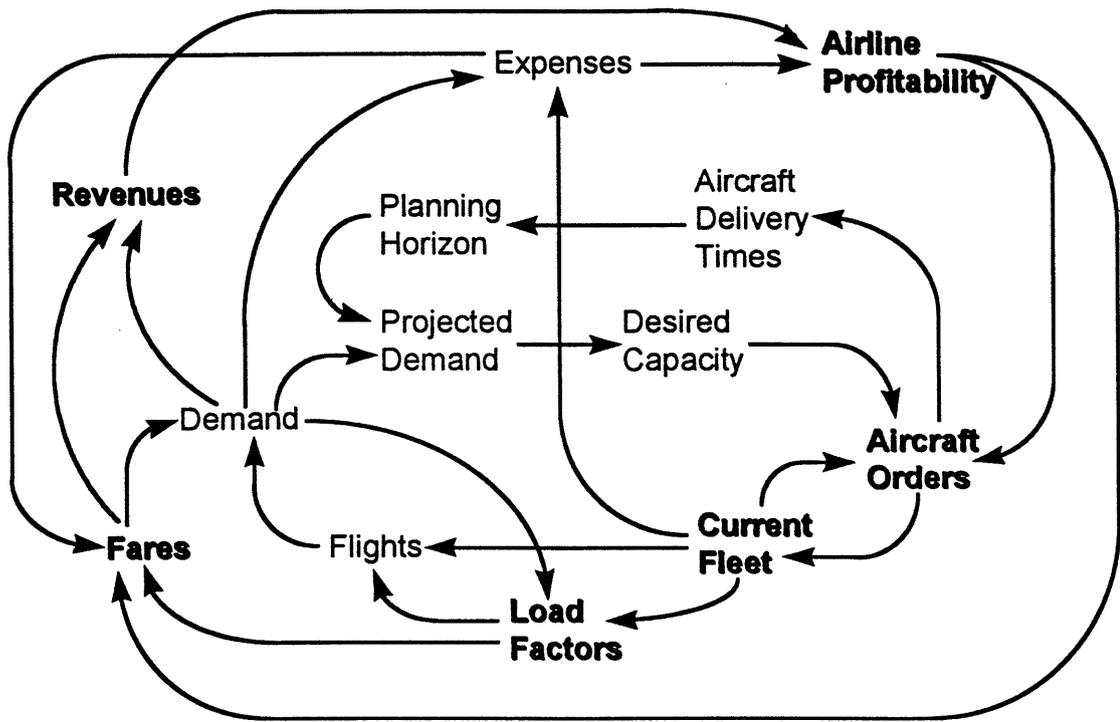 Airline
Profitability
Expenses
Revenues
Planning
Horizon
Aircraft
Delivery
Times
Projected
Demand
Desired
Capacity
Demand
Aircraft
Orders
Fares
Flights
Current
Fleet
Load
Factors